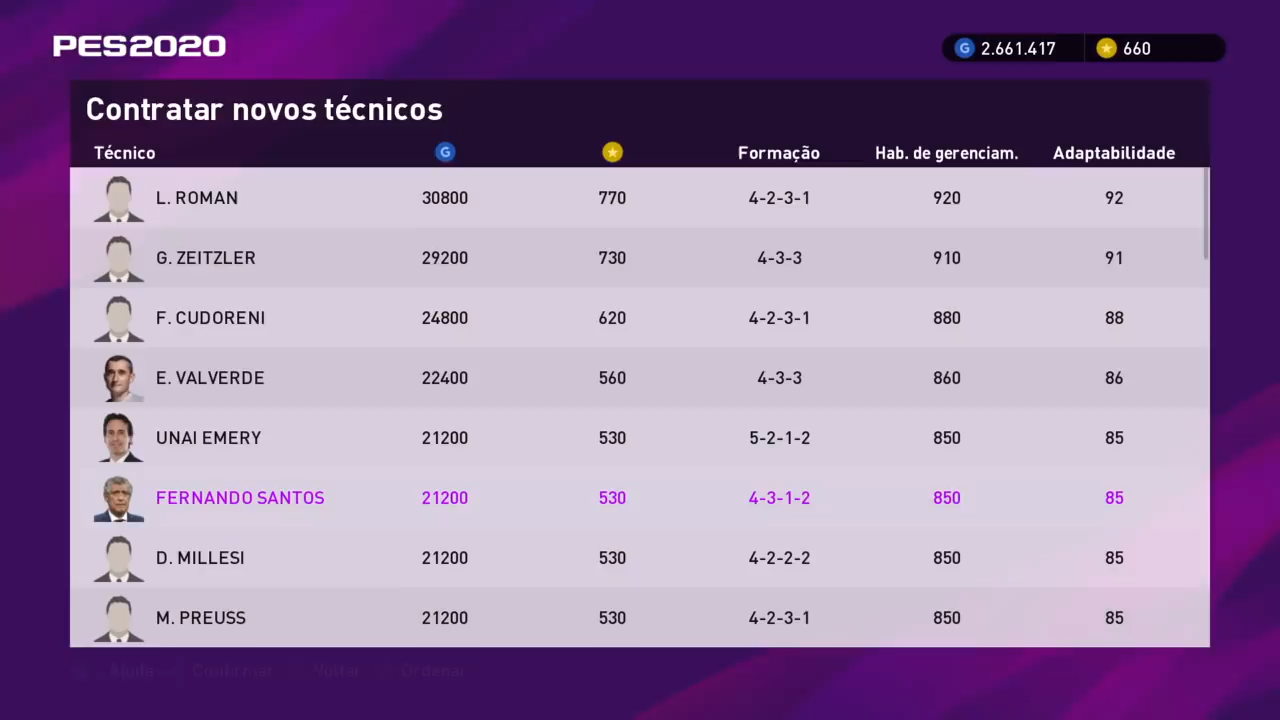 PES2020
G 2.661.417 660
Contratar novos técnicos
Técnico G Formação Hab. de gerenciam. Adaptabilidade
L. ROMAN 30800 770 4-2-3-1 920 92
G. ZEITZLER 29200 730 4-3-3 910 91
F. CUDORENI 24800 620 4-2-3-1 880 88
E. VALVERDE 22400 560 4-3-3 860 86
UNAI EMERY 21200 530 5-2-1-2 850 85
FERNANDO SANTOS 21200 530 4-3-1-2 850 85
D. MILLESI 21200 530 4-2-2-2 850 85
M. PREUSS 21200 530 4-2-3-1 850 85
Ajuda Confirmar Voltar Ordenar